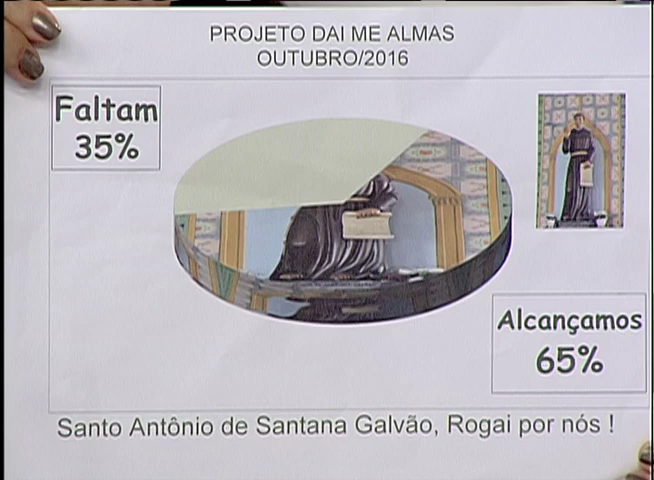 PROJETO DAI ME ALMAS
OUTUBRO/2016
Faltam
35%
Alcançamos
65%
Santo Antônio de Santana Galvão, Rogai por nós !